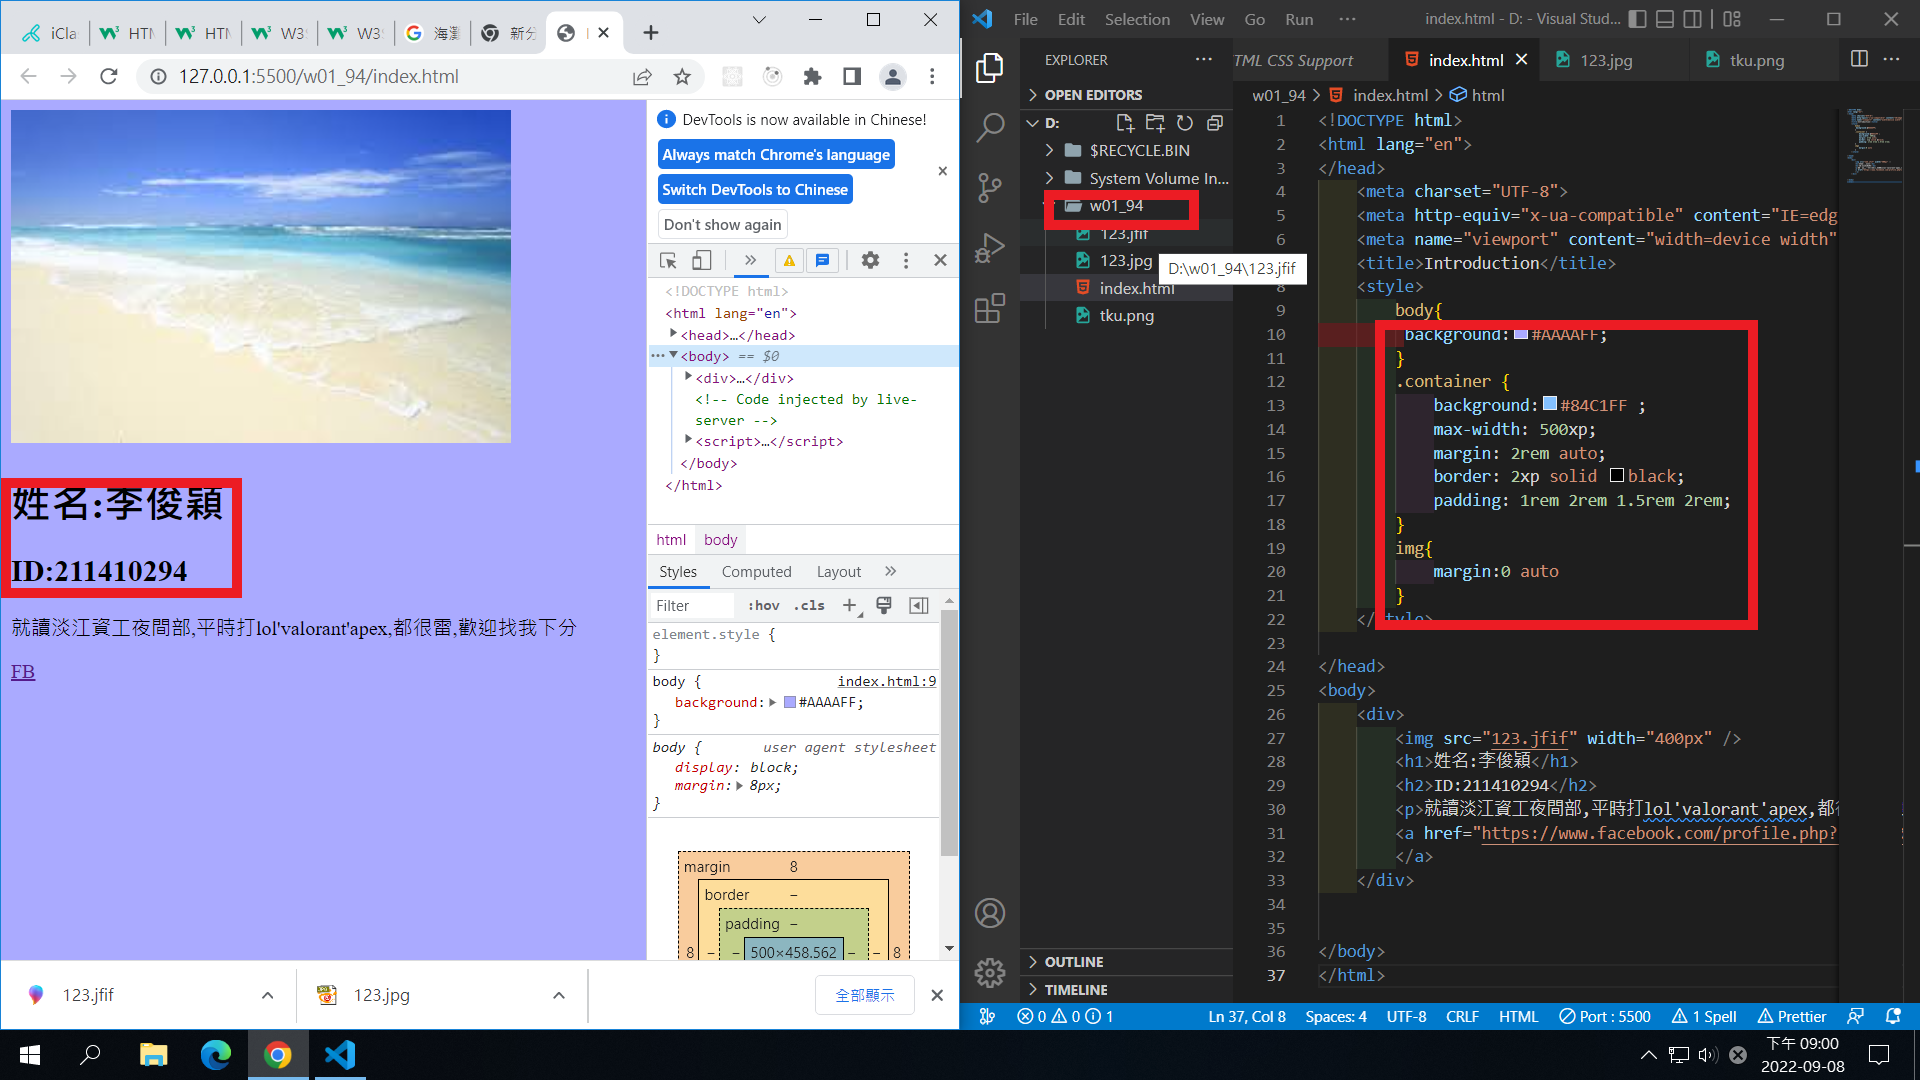 iCla
HTM
HTM
W3
W3
海灘
新分
127.0.0.1:5500/w01_94/index.html
姓名:李俊穎
ID:211410294
就讀淡江資工夜間部,平時打lol'valorant'apex,都很雷,歡迎找我下分
FB
DevTools is now available in Chinese!
Always match Chrome's language
Switch DevTools to Chinese
Don't show again
<!DOCTYPE html>
<html lang="en">
<head>…</head>
<body> == $0
<div>…</div>
<!-- Code injected by live-
server -->
<script>…</script>
</body>
</html>
html body
Styles Computed Layout
Filter :hov .cls
element.style {
}
body { index.html:9
background: #AAAAFF;
}
body { user agent stylesheet
display: block;
margin: 8px;
}
margin 8
border –
padding –
8 – – 500×458.562 – – 8
123.jfif
123.jpg
全部顯示
File Edit Selection View Go Run ··· index.html - D: - Visual Stud...
EXPLORER
OPEN EDITORS
D:
$RECYCLE.BIN
System Volume In...
w01_94
123.jfif
123.jpg
D:\w01_94\123.jfif
index.html
tku.png
OUTLINE
TIMELINE
TML CSS Support index.html 123.jpg tku.png
w01_94 > index.html > html
1 <!DOCTYPE html>
2 <html lang="en">
3 </head>
4 <meta charset="UTF-8">
5 <meta http-equiv="x-ua-compatible" content="IE=edg
6 <meta name="viewport" content="width=device width"
7 <title>Introduction</title>
8 <style>
9 body{
10 background: #AAAAFF;
11 }
12 .container {
13 background: #84C1FF ;
14 max-width: 500xp;
15 margin: 2rem auto;
16 border: 2xp solid black;
17 padding: 1rem 2rem 1.5rem 2rem;
18 }
19 img{
20 margin:0 auto
21 }
22 </style>
23
24 </head>
25 <body>
26 <div>
27 <img src="123.jfif" width="400px" />
28 <h1>姓名:李俊穎</h1>
29 <h2>ID:211410294</h2>
30 <p>就讀淡江資工夜間部,平時打lol'valorant'apex,都
31 <a href="https://www.facebook.com/profile.php?
32 </a>
33 </div>
34
35
36 </body>
37 </html>
0 0 1 Ln 37, Col 8 Spaces: 4 UTF-8 CRLF HTML Port : 5500 1 Spell Prettier
下午 09:00
2022-09-08